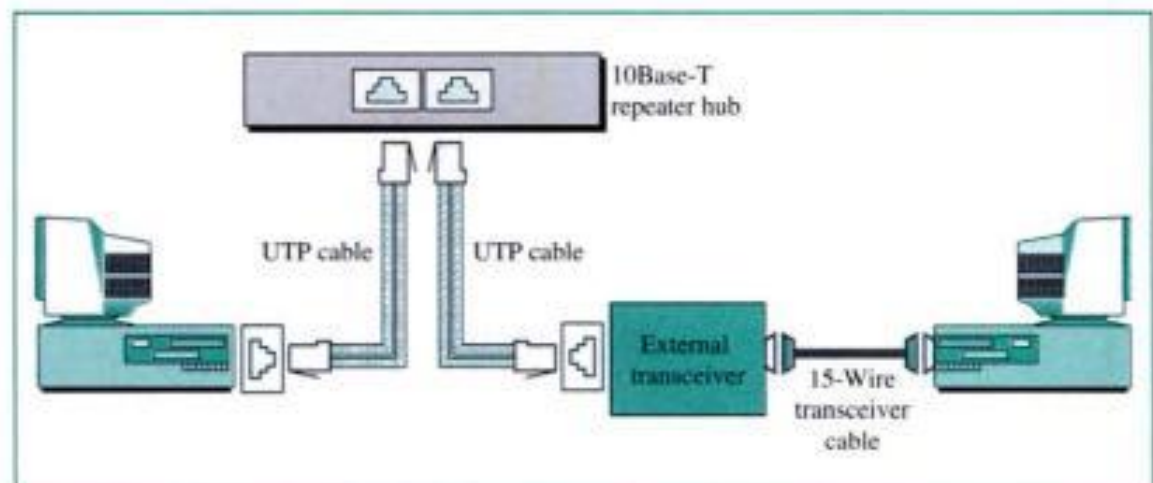 10Base-T
repeater hub
UTP cable
UTP cable
External
transceiver
15-Wire
transceiver
cable